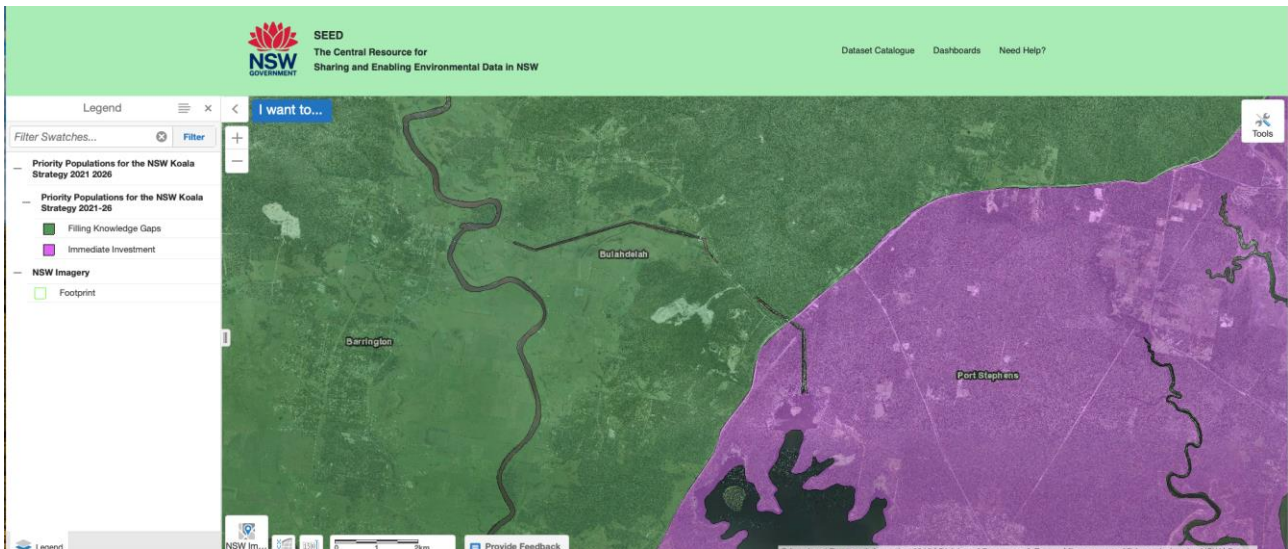 SEED
The Central Resource for
Sharing and Enabling Environmental Data in NSW
NSW
GOVERNMENT
Dataset Catalogue
Dashboards
Need Help?
Legend
I want to...
Filter Swatches...
Filter
Tools
Priority Populations for the NSW Koala
Strategy 2021 2026
Priority Populations for the NSW Koala
Strategy 2021-26
Filling Knowledge Gaps
Immediate Investment
NSW Imagery
Footprint
Bulahdelah
Barrington
Port Stephens
Legend
NSW Im...
0 1 2km
Provide Feedback